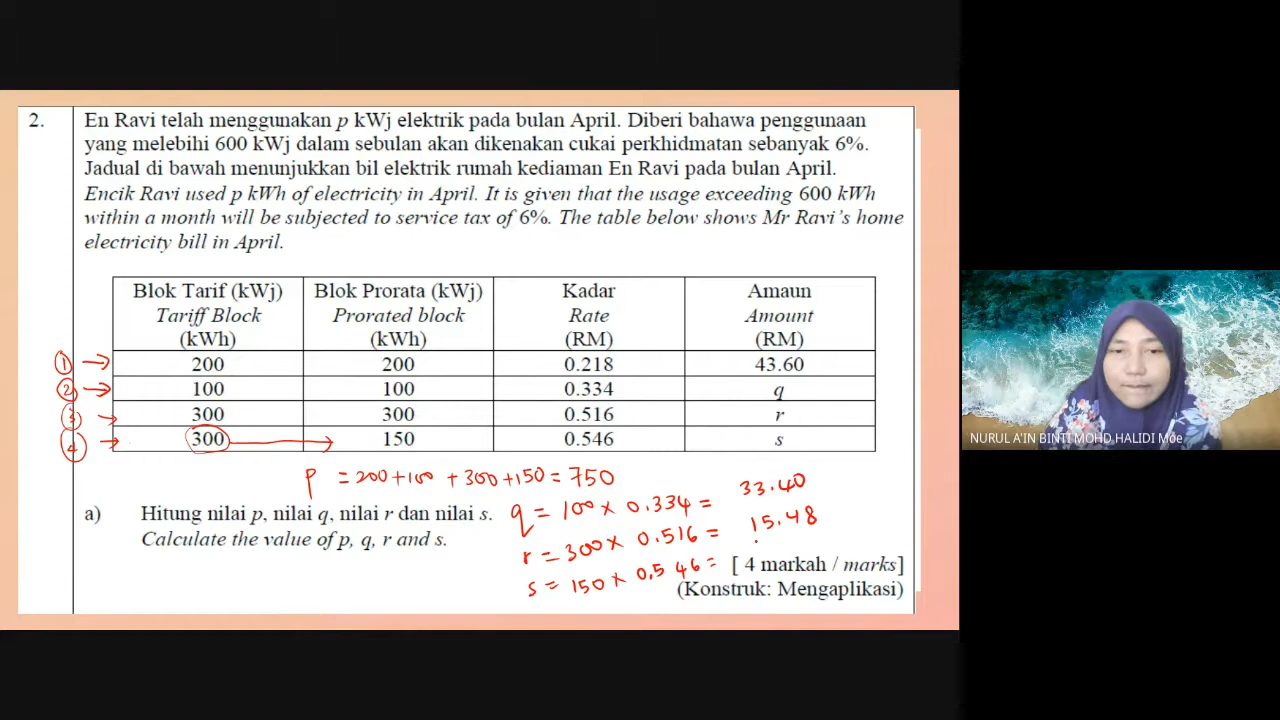 2. En Ravi telah menggunakan p kWj elektrik pada bulan April. Diberi bahawa penggunaan
yang melebihi 600 kWj dalam sebulan akan dikenakan cukai perkhidmatan sebanyak 6%.
Jadual di bawah menunjukkan bil elektrik rumah kediaman En Ravi pada bulan April.
Encik Ravi used p kWh of electricity in April. It is given that the usage exceeding 600 kWh
within a month will be subjected to service tax of 6%. The table below shows Mr Ravi's home
electricity bill in April.
Blok Tarif (kWj) Blok Prorata (kWj) Kadar Amaun
Tariff Block Prorated block Rate Amount
(kWh) (kWh) (RM) (RM)
1 → 200 200 0.218 43.60
2 → 100 100 0.334 q
3 → 300 300 0.516 r
4 → 300 → 150 0.546 s
p = 200+100 +300+150 = 750
a) Hitung nilai p, nilai q, nilai r dan nilai s.
Calculate the value of p, q, r and s.
q = 100 × 0.334 = 33.40
r = 300 × 0.516 = 15.48
s = 150 × 0.546 =
[ 4 markah / marks]
(Konstruk: Mengaplikasi)
NURUL A'IN BINTI MOHD HALIDI Moe